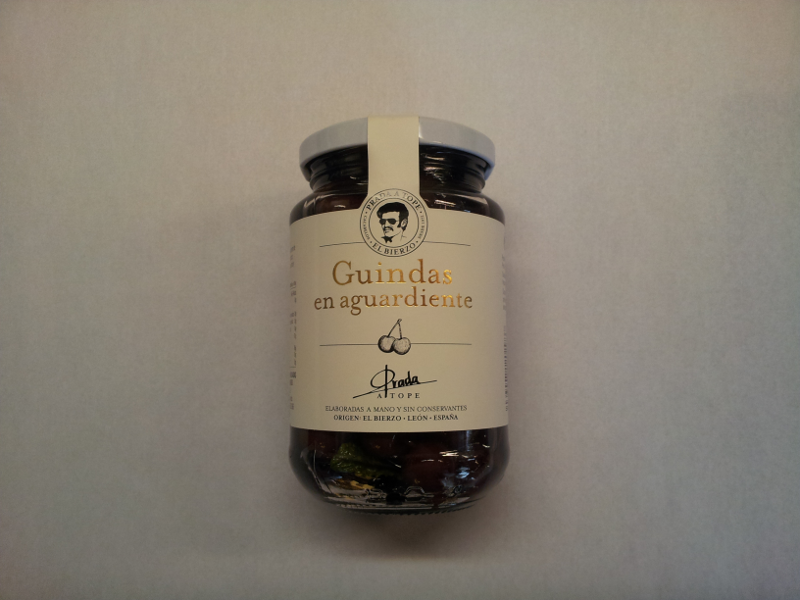 PRADA A TOPE
EL BIERZO
Guindas
en aguardiente
Prada
A TOPE
ELABORADAS A MANO Y SIN CONSERVANTES
ORIGEN: EL BIERZO • LEÓN • ESPAÑA